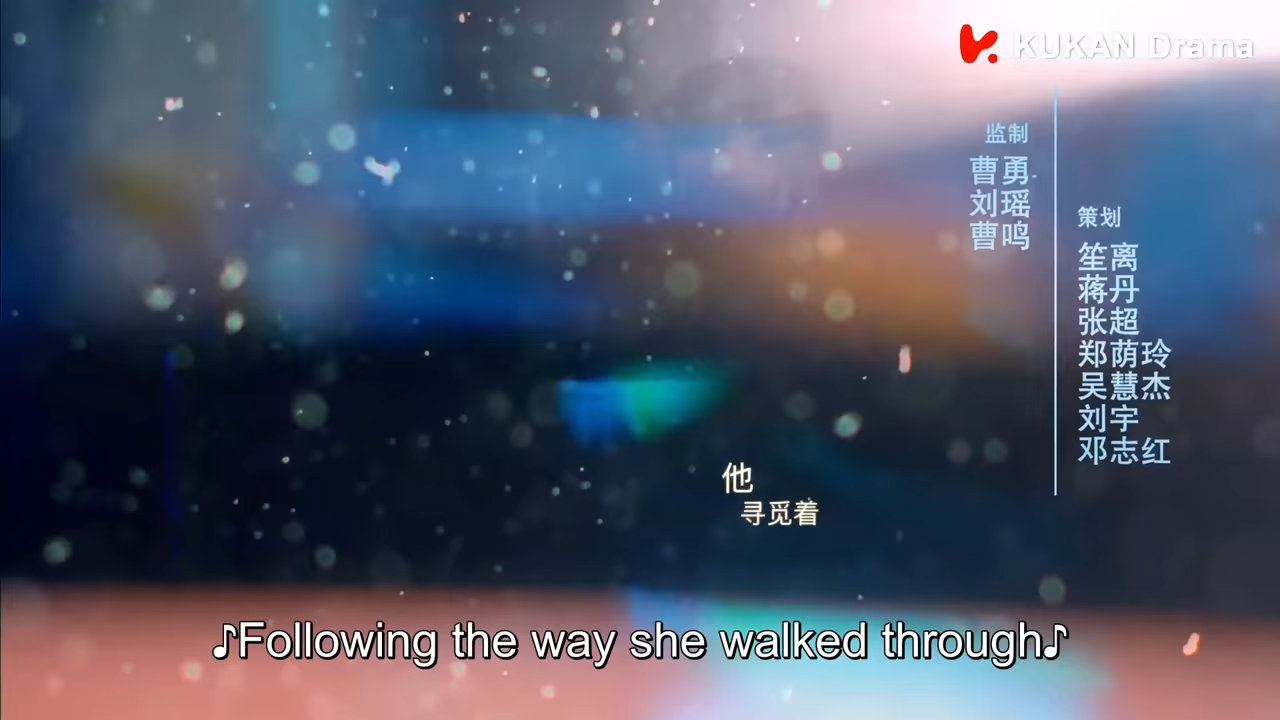 KUKAN Drama
监制
曹勇
刘瑶
曹鸣
策划
笙离
蒋丹
张超
郑荫玲
吴慧杰
刘宇
邓志红
他
寻觅着
♪Following the way she walked through♪